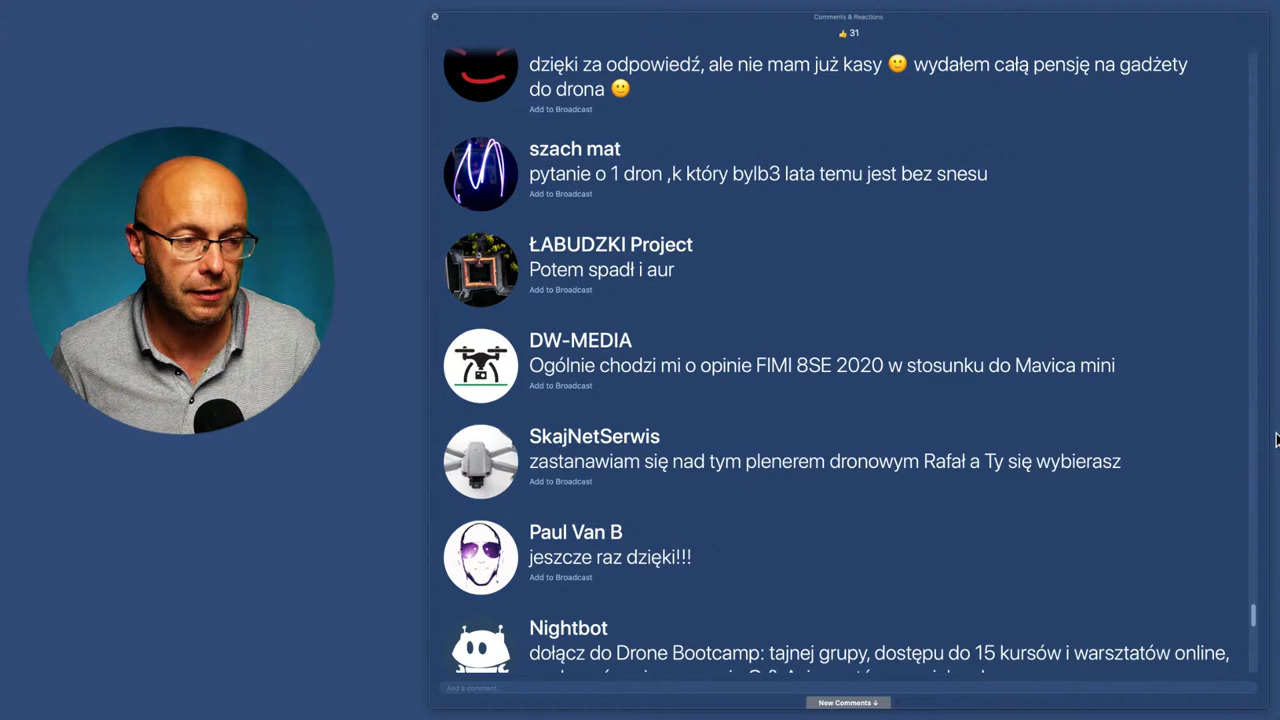 Comments & Reactions
👍 31
dzięki za odpowiedź, ale nie mam już kasy 🙂 wydałem całą pensję na gadżety
do drona 🙂
Add to Broadcast
szach mat
pytanie o 1 dron ,k który bylb3 lata temu jest bez snesu
Add to Broadcast
ŁABUDZKI Project
Potem spadł i aur
Add to Broadcast
DW-MEDIA
Ogólnie chodzi mi o opinie FIMI 8SE 2020 w stosunku do Mavica mini
Add to Broadcast
SkajNetSerwis
zastanawiam się nad tym plenerem dronowym Rafał a Ty się wybierasz
Add to Broadcast
Paul Van B
jeszcze raz dzięki!!!
Add to Broadcast
Nightbot
dołącz do Drone Bootcamp: tajnej grupy, dostępu do 15 kursów i warsztatów online,
Add a comment...
New Comments ↓